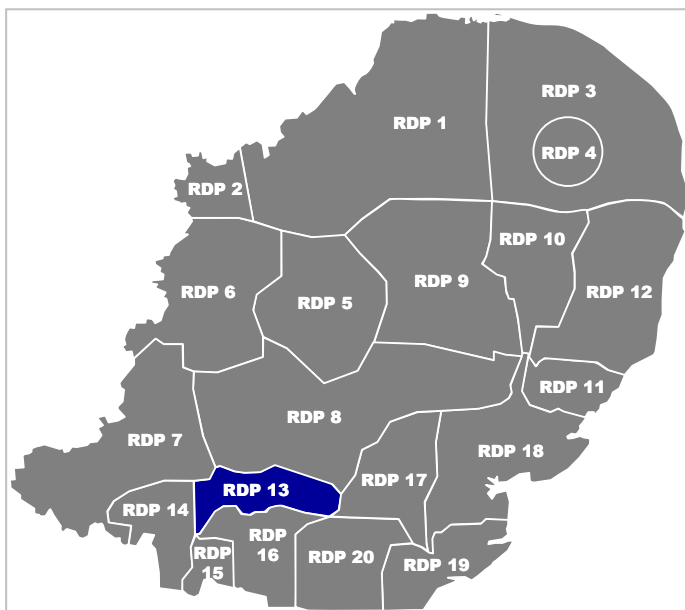 RDP 3
RDP 1
RDP 4
RDP 2
RDP 10
RDP 9
RDP 6
RDP 12
RDP 5
RDP 11
RDP 8
RDP 7
RDP 18
RDP 17
RDP 13
RDP 14
RDP
16
RDP
15
RDP 20
RDP 19